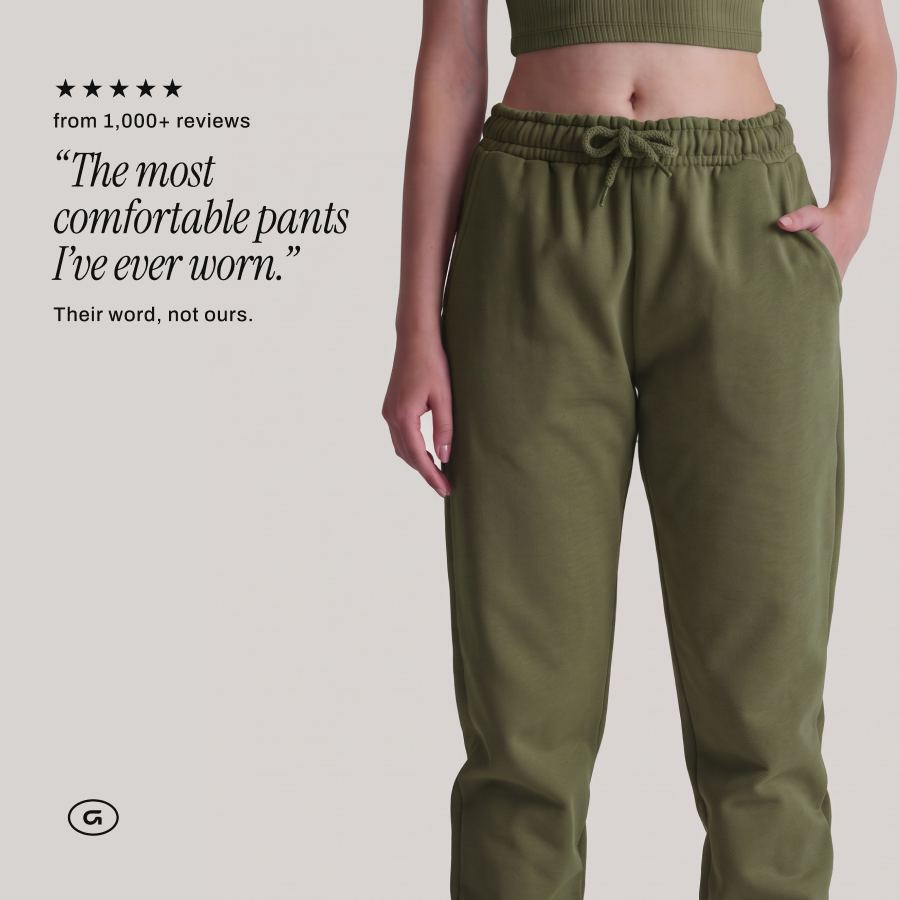 ★★★★★
from 1,000+ reviews
“The most
comfortable pants
I’ve ever worn.”
Their word, not ours.
G